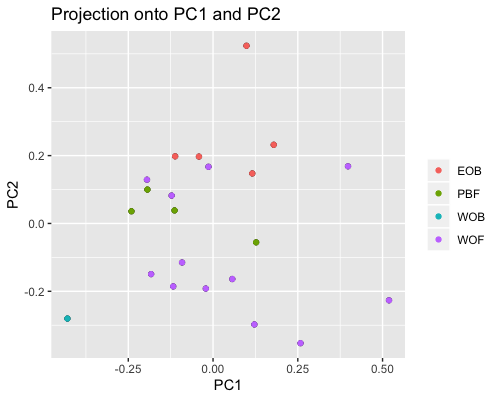 Projection onto PC1 and PC2
PC2
0.4
0.2
0.0
-0.2
-0.25
0.00
0.25
0.50
PC1
EOB
PBF
WOB
WOF